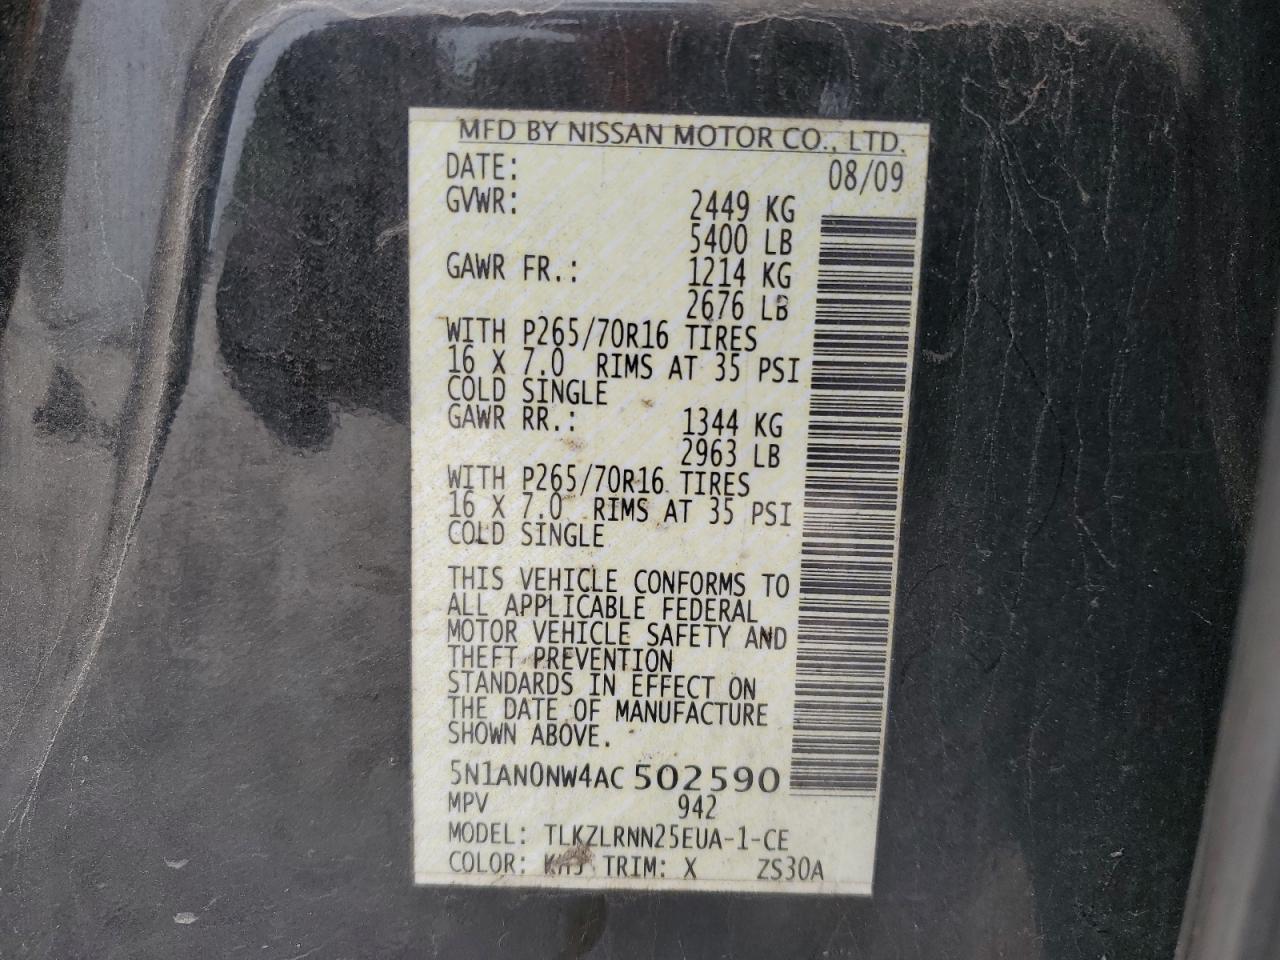 MFD BY NISSAN MOTOR CO., LTD.
DATE: 08/09
GVWR: 2449 KG
5400 LB
GAWR FR.: 1214 KG
2676 LB
WITH P265/70R16 TIRES
16 X 7.0 RIMS AT 35 PSI
COLD SINGLE
GAWR RR.: 1344 KG
2963 LB
WITH P265/70R16 TIRES
16 X 7.0 RIMS AT 35 PSI
COLD SINGLE
THIS VEHICLE CONFORMS TO
ALL APPLICABLE FEDERAL
MOTOR VEHICLE SAFETY AND
THEFT PREVENTION
STANDARDS IN EFFECT ON
THE DATE OF MANUFACTURE
SHOWN ABOVE.
5N1AN0NW4AC 502590
MPV 942
MODEL: TLKZLRNN25EUA-1-CE
COLOR: TRIM: X ZS30A